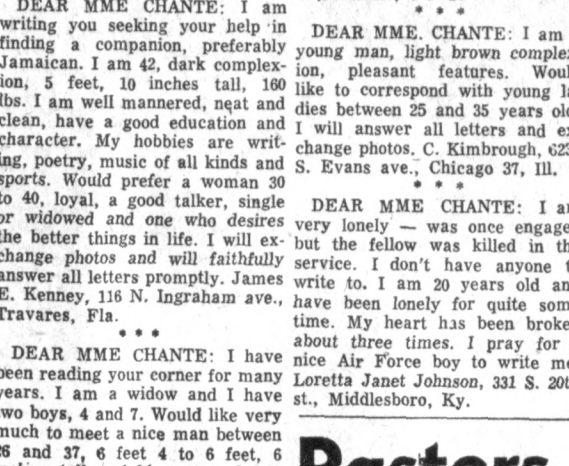 DEAR MME CHANTE: I am
writing you seeking your help in
finding a companion, preferably
Jamaican. I am 42, dark complex-
ion, 5 feet, 10 inches tall, 160
lbs. I am well mannered, neat and
clean, have a good education and
character. My hobbies are writ-
ing, poetry, music of all kinds and
sports. Would prefer a woman 30
to 40, loyal, a good talker, single
or widowed and one who desires
the better things in life. I will ex-
change photos and will faithfully
answer all letters promptly. James
E. Kenney, 116 N. Ingraham ave.,
Travares, Fla.
* * *
DEAR MME CHANTE: I have
been reading your corner for many
years. I am a widow and I have
two boys, 4 and 7. Would like very
much to meet a nice man between
26 and 37, 6 feet 4 to 6 feet, 6
* * *
DEAR MME. CHANTE: I am
young man, light brown complex
ion, pleasant features. Woul
like to correspond with young la
dies between 25 and 35 years old
I will answer all letters and ex
change photos. C. Kimbrough, 623
S. Evans ave., Chicago 37, Ill.
* * *
DEAR MME CHANTE: I a
very lonely — was once engage
but the fellow was killed in th
service. I don't have anyone t
write to. I am 20 years old an
have been lonely for quite som
time. My heart has been broke
about three times. I pray for
nice Air Force boy to write me
Loretta Janet Johnson, 331 S. 20t
st., Middlesboro, Ky.
Pastors